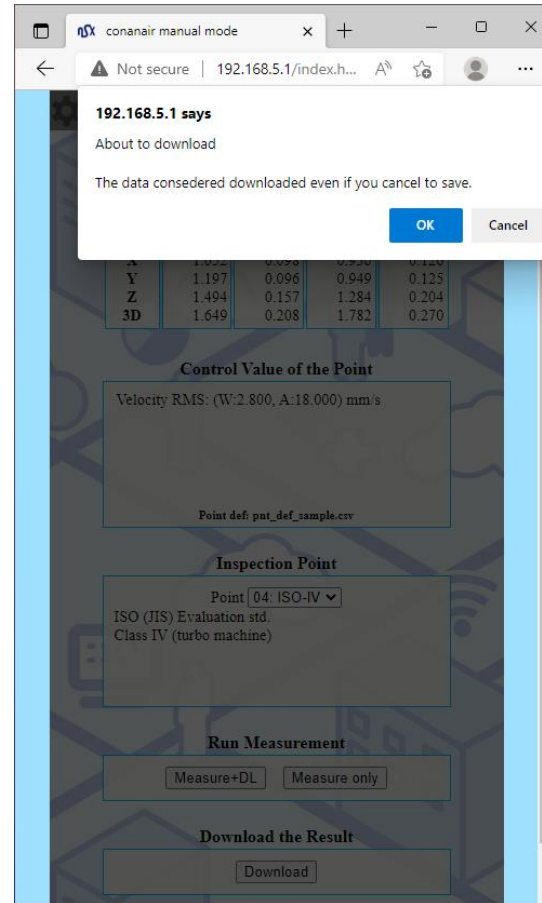 conanair manual mode
Not secure | 192.168.5.1/index.h...
192.168.5.1 says
About to download
The data consedered downloaded even if you cancel to save.
OK Cancel
Y 1.197 0.096 0.949 0.125
Z 1.494 0.157 1.284 0.204
3D 1.649 0.208 1.782 0.270
Control Value of the Point
Velocity RMS: (W:2.800, A:18.000) mm/s
Point def: pnt_def_sample.csv
Inspection Point
Point 04: ISO-IV
ISO (JIS) Evaluation std.
Class IV (turbo machine)
Run Measurement
Measure+DL Measure only
Download the Result
Download